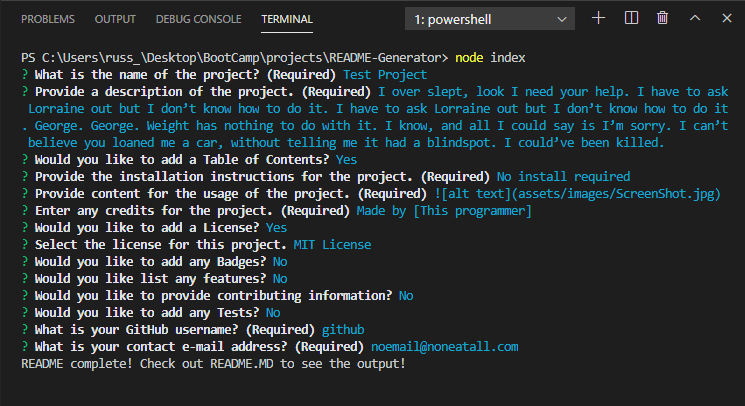 PROBLEMS OUTPUT DEBUG CONSOLE TERMINAL 1: powershell
PS C:\Users\russ_\Desktop\BootCamp\projects\README-Generator> node index
? What is the name of the project? (Required) Test Project
? Provide a description of the project. (Required) I over slept, look I need your help. I have to ask
Lorraine out but I don’t know how to do it. I have to ask Lorraine out but I don’t know how to do it
. George. George. Weight has nothing to do with it. I know, and all I could say is I’m sorry. I can’t
believe you loaned me a car, without telling me it had a blindspot. I could’ve been killed.
? Would you like to add a Table of Contents? Yes
? Provide the installation instructions for the project. (Required) No install required
? Provide content for the usage of the project. (Required) ![alt text](assets/images/ScreenShot.jpg)
? Enter any credits for the project. (Required) Made by [This programmer]
? Would you like to add a License? Yes
? Select the license for this project. MIT License
? Would you like to add any Badges? No
? Would you like list any features? No
? Would you like to provide contributing information? No
? Would you like to add any Tests? No
? What is your GitHub username? (Required) github
? What is your contact e-mail address? (Required) noemail@noneatall.com
README complete! Check out README.MD to see the output!